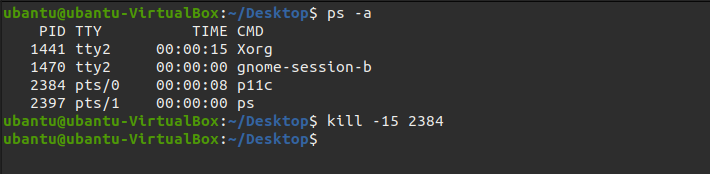 ubantu@ubantu-VirtualBox:~/Desktop$ ps -a
    PID TTY          TIME CMD
   1441 tty2     00:00:15 Xorg
   1470 tty2     00:00:00 gnome-session-b
   2384 pts/0    00:00:08 p11c
   2397 pts/1    00:00:00 ps
ubantu@ubantu-VirtualBox:~/Desktop$ kill -15 2384
ubantu@ubantu-VirtualBox:~/Desktop$